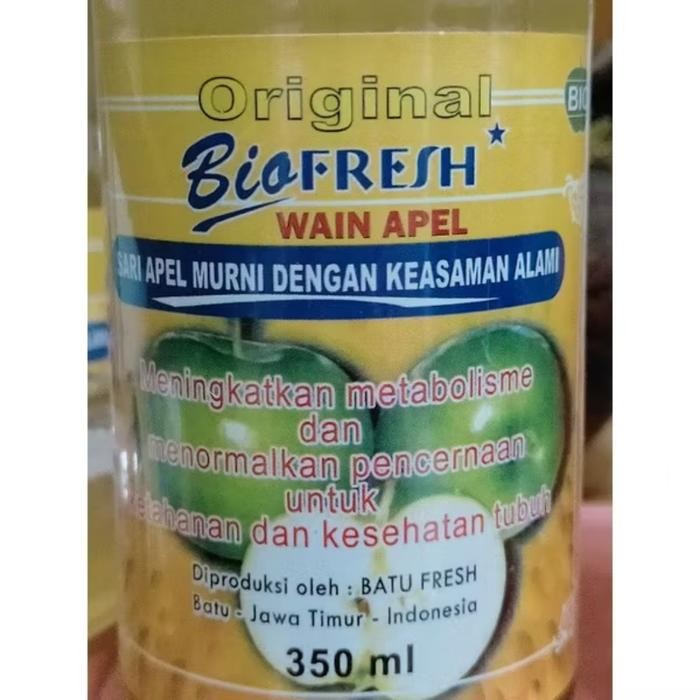 Original
BIO
BioFRESH
WAIN APEL
SARI APEL MURNI DENGAN KEASAMAN ALAMI
Meningkatkan metabolisme
dan
menormalkan pencernaan
untuk
ketahanan dan kesehatan tubuh
Diproduksi oleh : BATU FRESH
Batu - Jawa Timur - Indonesia
350 ml